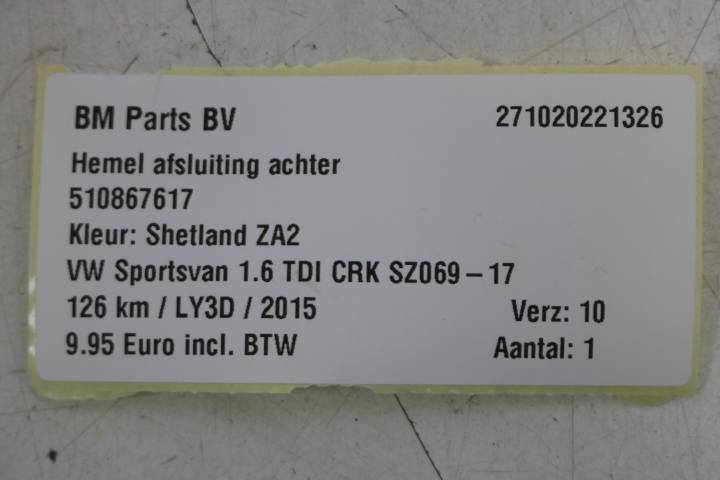 BM Parts BV 271020221326
Hemel afsluiting achter
510867617
Kleur: Shetland ZA2
VW Sportsvan 1.6 TDI CRK SZ069 – 17
126 km / LY3D / 2015 Verz: 10
9.95 Euro incl. BTW Aantal: 1